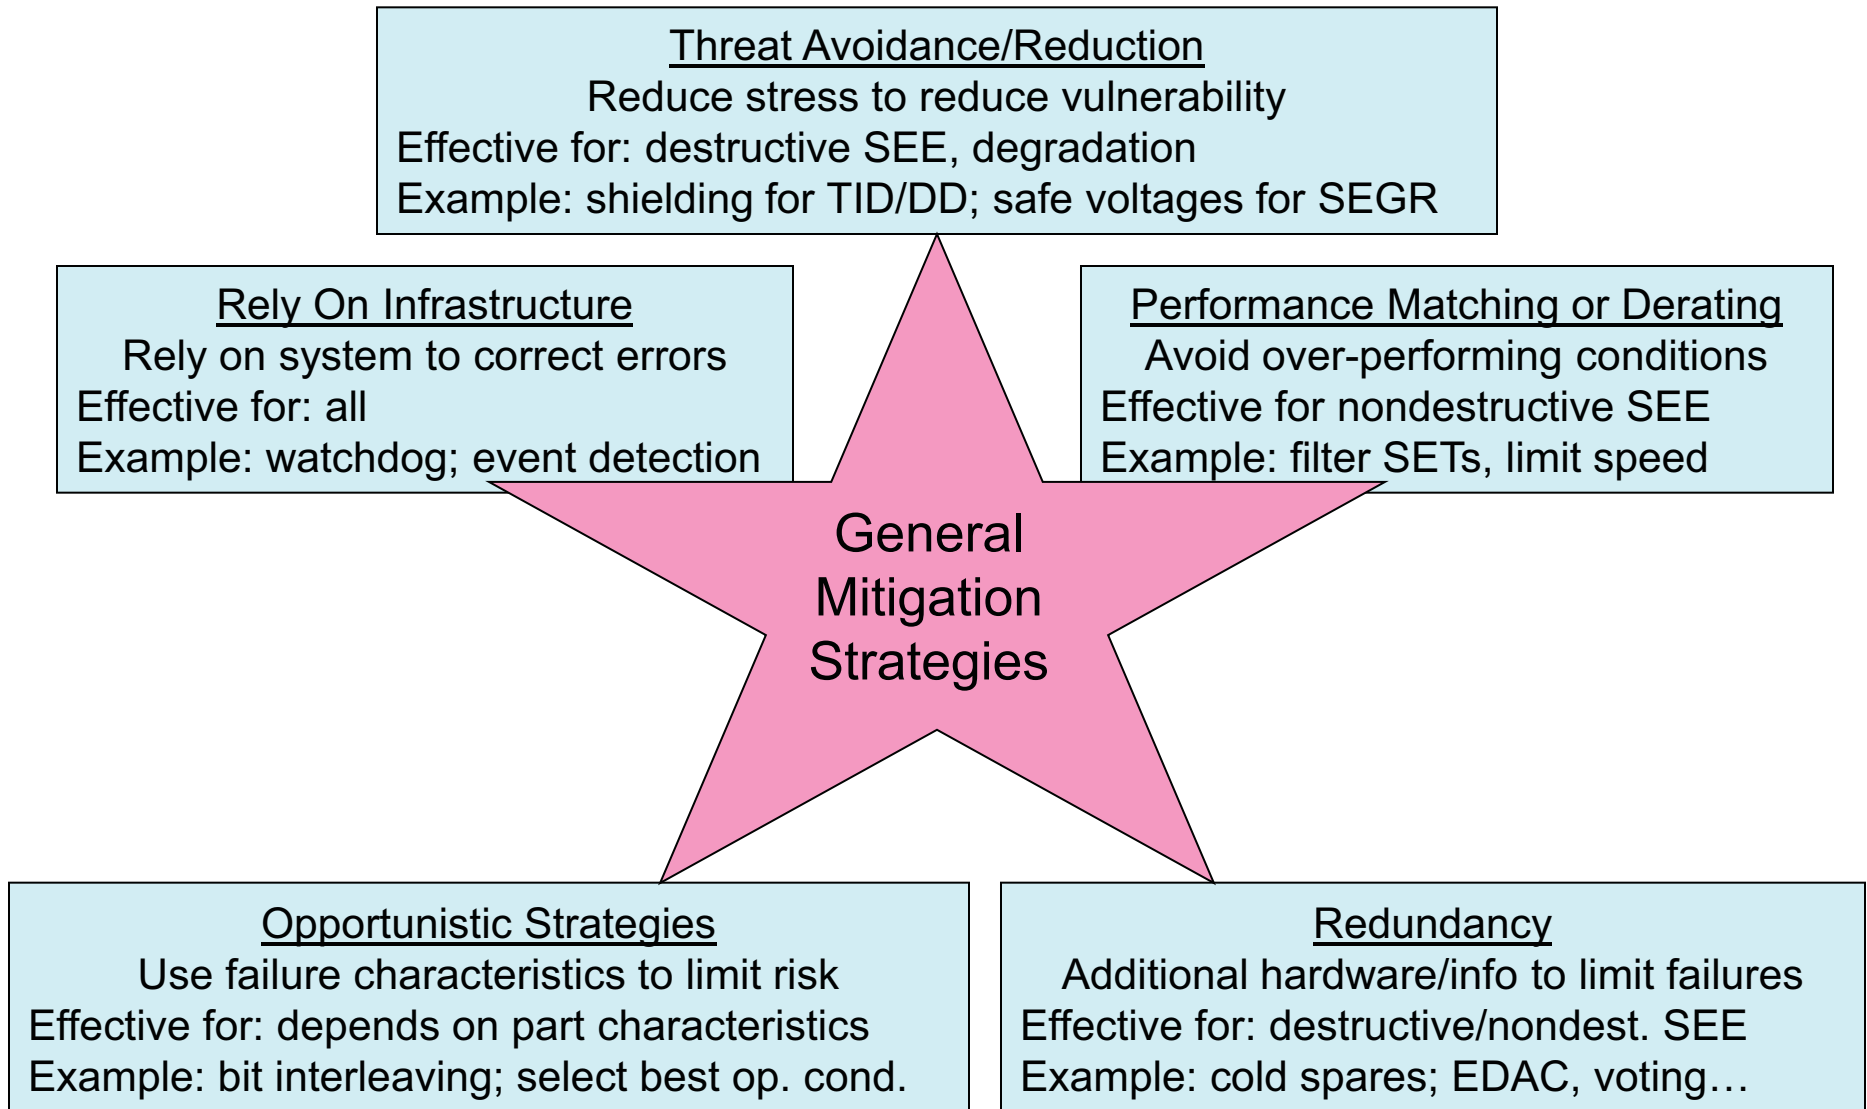 Threat Avoidance/Reduction
Reduce stress to reduce vulnerability
Effective for: destructive SEE, degradation
Example: shielding for TID/DD; safe voltages for SEGR
Rely On Infrastructure
Rely on system to correct errors
Effective for: all
Example: watchdog; event detection
Performance Matching or Derating
Avoid over-performing conditions
Effective for nondestructive SEE
Example: filter SETs, limit speed
General
Mitigation
Strategies
Opportunistic Strategies
Use failure characteristics to limit risk
Effective for: depends on part characteristics
Example: bit interleaving; select best op. cond.
Redundancy
Additional hardware/info to limit failures
Effective for: destructive/nondest. SEE
Example: cold spares; EDAC, voting…